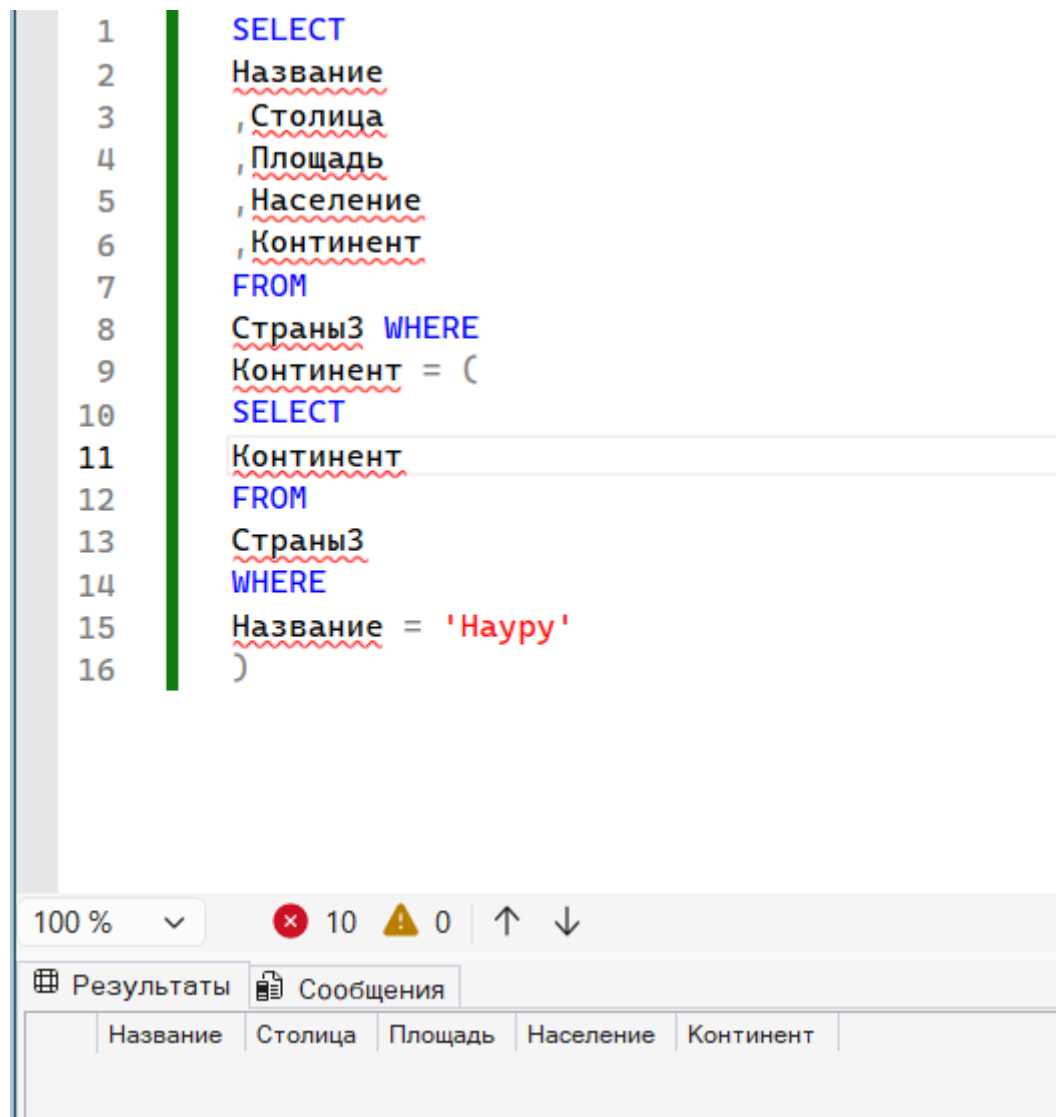 1 SELECT
2 Название
3 ,Столица
4 ,Площадь
5 ,Население
6 ,Континент
7 FROM
8 Страны3 WHERE
9 Континент = (
10 SELECT
11 Континент
12 FROM
13 Страны3
14 WHERE
15 Название = 'Науру'
16 )
100 % 10 0
Результаты Сообщения
Название Столица Площадь Население Континент